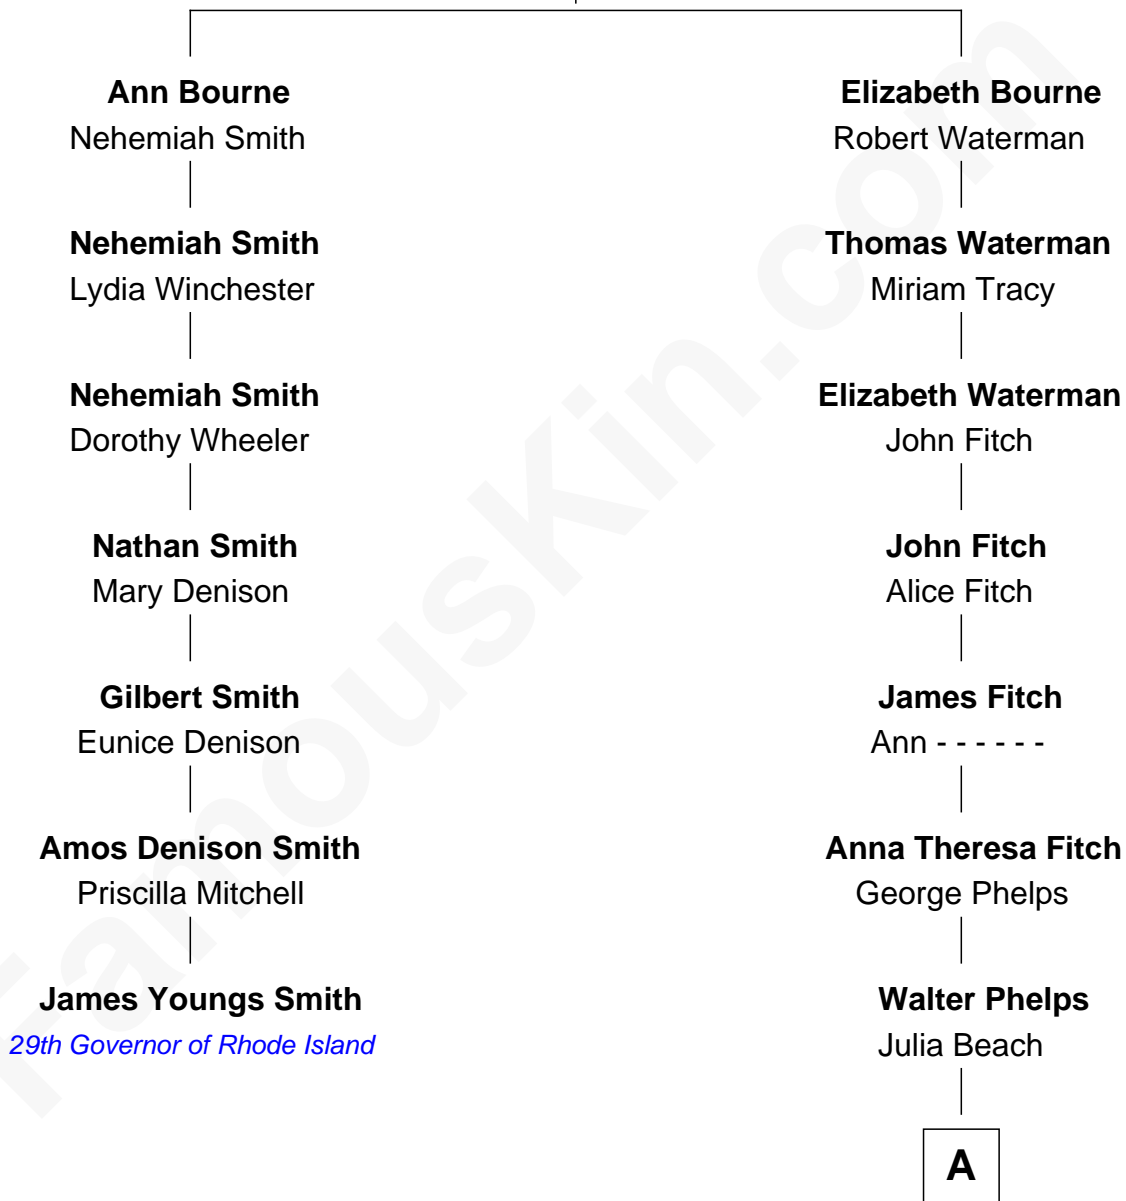 Ann Bourne
Nehemiah Smith
Nehemiah Smith
Lydia Winchester
Nehemiah Smith
Dorothy Wheeler
Nathan Smith
Mary Denison
Gilbert Smith
Eunice Denison
Amos Denison Smith
Priscilla Mitchell
James Youngs Smith
29th Governor of Rhode Island
Elizabeth Bourne
Robert Waterman
Thomas Waterman
Miriam Tracy
Elizabeth Waterman
John Fitch
John Fitch
Alice Fitch
James Fitch
Ann - - - - - -
Anna Theresa Fitch
George Phelps
Walter Phelps
Julia Beach
A
FamousKin.com